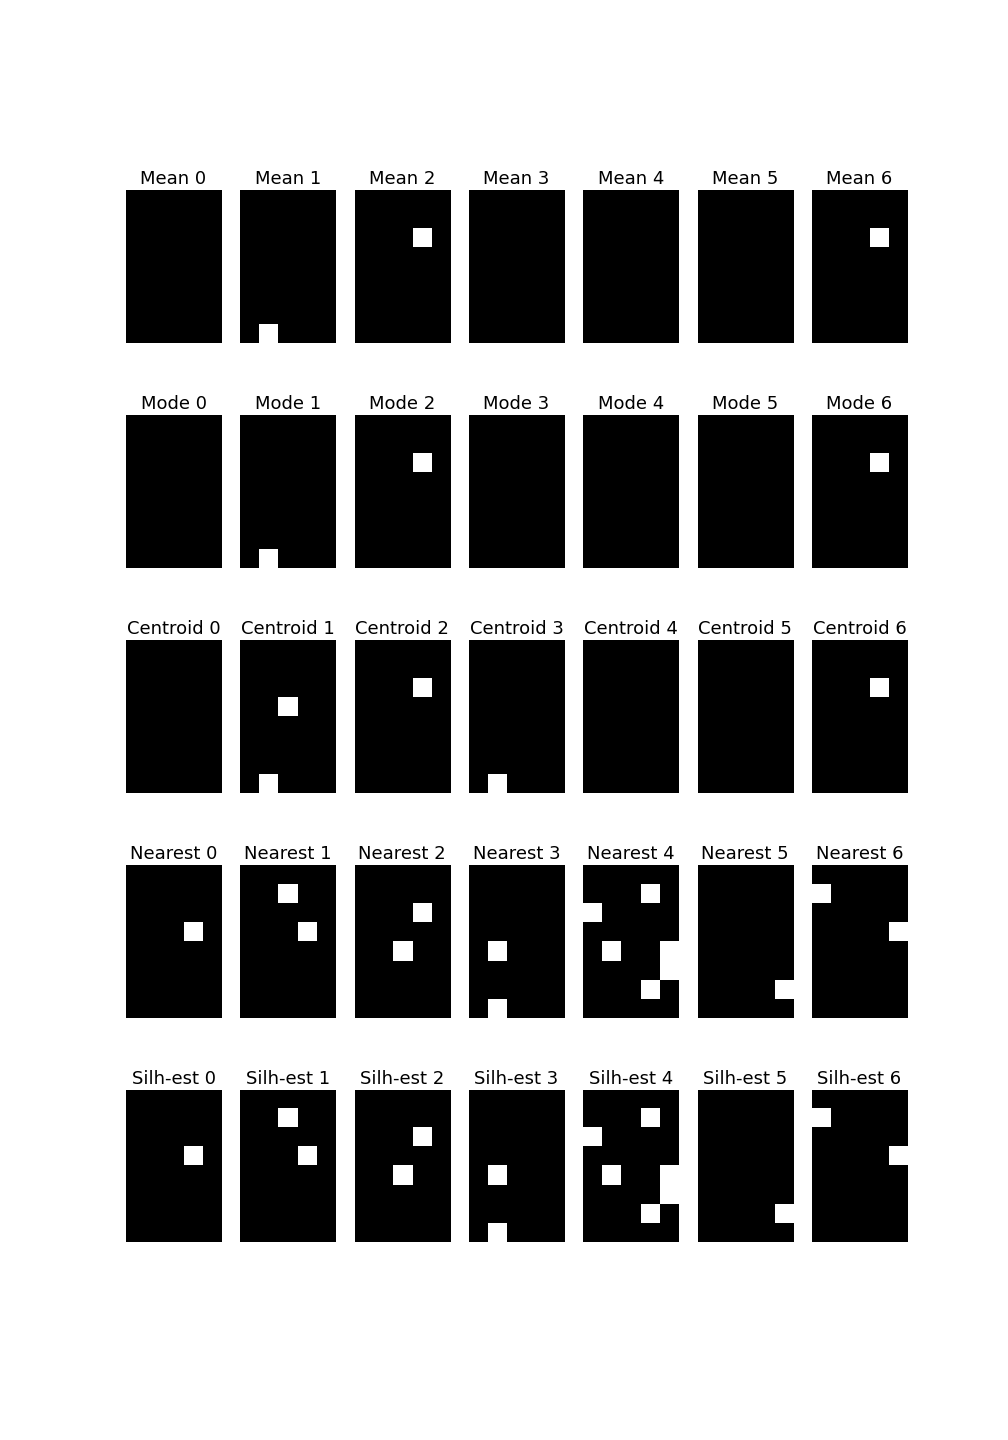 Mean 0 Mean 1 Mean 2 Mean 3 Mean 4 Mean 5 Mean 6
Mode 0 Mode 1 Mode 2 Mode 3 Mode 4 Mode 5 Mode 6
Centroid 0 Centroid 1 Centroid 2 Centroid 3 Centroid 4 Centroid 5 Centroid 6
Nearest 0 Nearest 1 Nearest 2 Nearest 3 Nearest 4 Nearest 5 Nearest 6
Silh-est 0 Silh-est 1 Silh-est 2 Silh-est 3 Silh-est 4 Silh-est 5 Silh-est 6